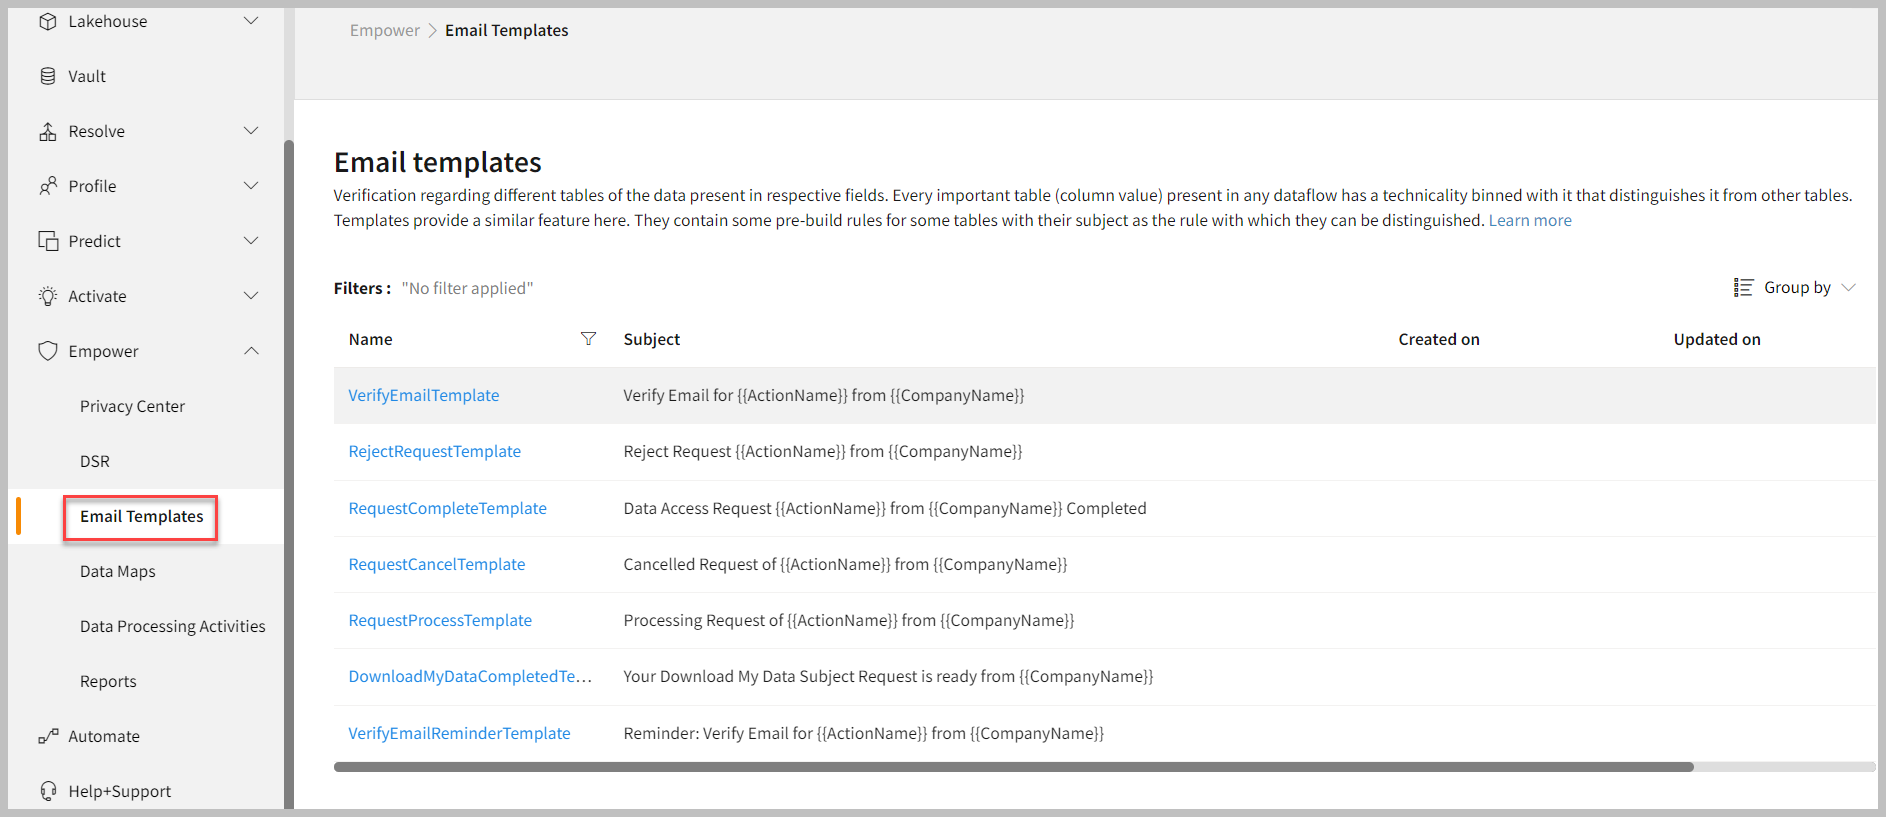 Lakehouse
Vault
Resolve
Profile
Predict
Activate
Empower
Privacy Center
DSR
Email Templates
Data Maps
Data Processing Activities
Reports
Automate
Help+Support
Empower > Email Templates
Email templates
Verification regarding different tables of the data present in respective fields. Every important table (column value) present in any dataflow has a technicality binned with it that distinguishes it from other tables.
Templates provide a similar feature here. They contain some pre-build rules for some tables with their subject as the rule with which they can be distinguished. Learn more
Filters : "No filter applied"
Group by
Name Subject Created on Updated on
VerifyEmailTemplate Verify Email for {{ActionName}} from {{CompanyName}}
RejectRequestTemplate Reject Request {{ActionName}} from {{CompanyName}}
RequestCompleteTemplate Data Access Request {{ActionName}} from {{CompanyName}} Completed
RequestCancelTemplate Cancelled Request of {{ActionName}} from {{CompanyName}}
RequestProcessTemplate Processing Request of {{ActionName}} from {{CompanyName}}
DownloadMyDataCompletedTe... Your Download My Data Subject Request is ready from {{CompanyName}}
VerifyEmailReminderTemplate Reminder: Verify Email for {{ActionName}} from {{CompanyName}}